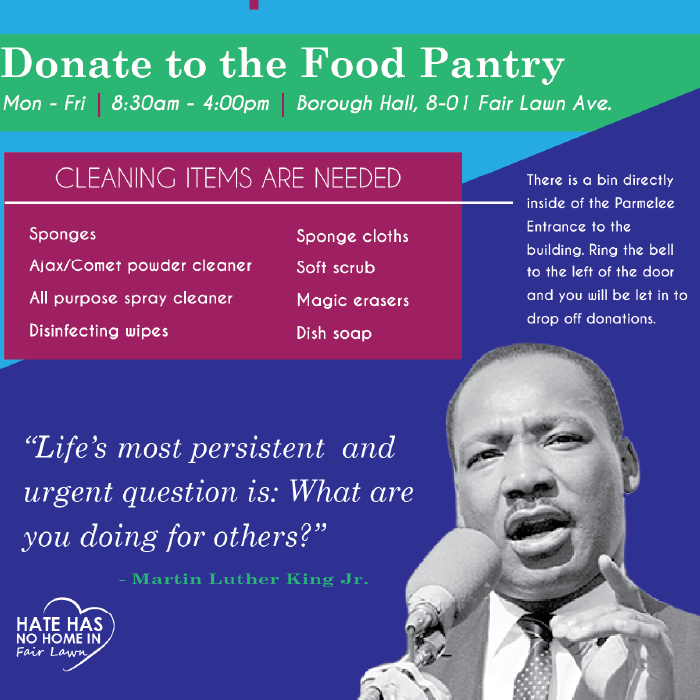 Donate to the Food Pantry
Mon - Fri | 8:30am - 4:00pm | Borough Hall, 8-01 Fair Lawn Ave.
CLEANING ITEMS ARE NEEDED
Sponges
Ajax/Comet powder cleaner
All purpose spray cleaner
Disinfecting wipes
Sponge cloths
Soft scrub
Magic erasers
Dish soap
There is a bin directly
inside of the Parmelee
Entrance to the
building. Ring the bell
to the left of the door
and you will be let in to
drop off donations.
“Life’s most persistent and
urgent question is: What are
you doing for others?”
- Martin Luther King Jr.
HATE HAS
NO HOME IN
Fair Lawn